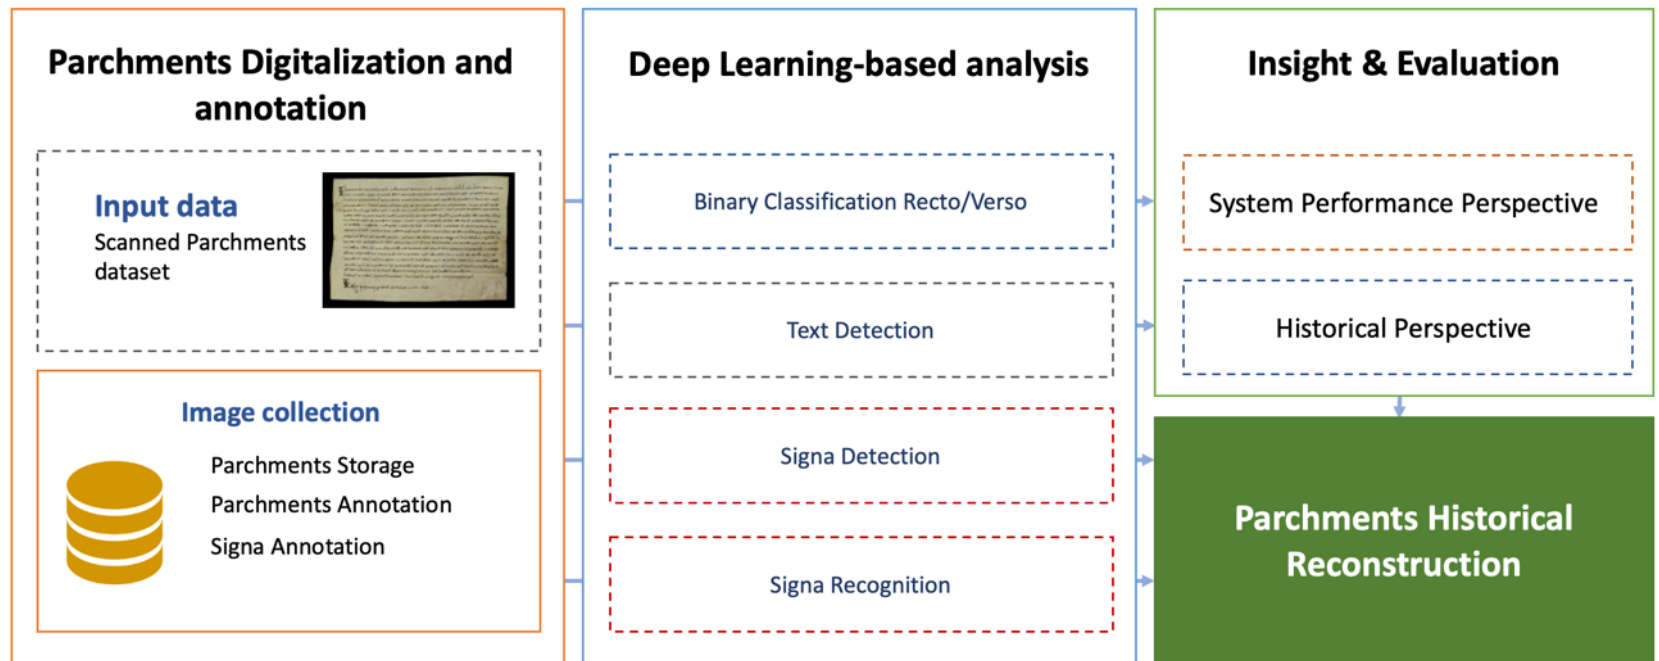 Parchments Digitalization and
annotation
Input data
Scanned Parchments
dataset
Image collection
Parchments Storage
Parchments Annotation
Signa Annotation
Deep Learning-based analysis
Binary Classification Recto/Verso
Text Detection
Signa Detection
Signa Recognition
Insight & Evaluation
System Performance Perspective
Historical Perspective
Parchments Historical
Reconstruction